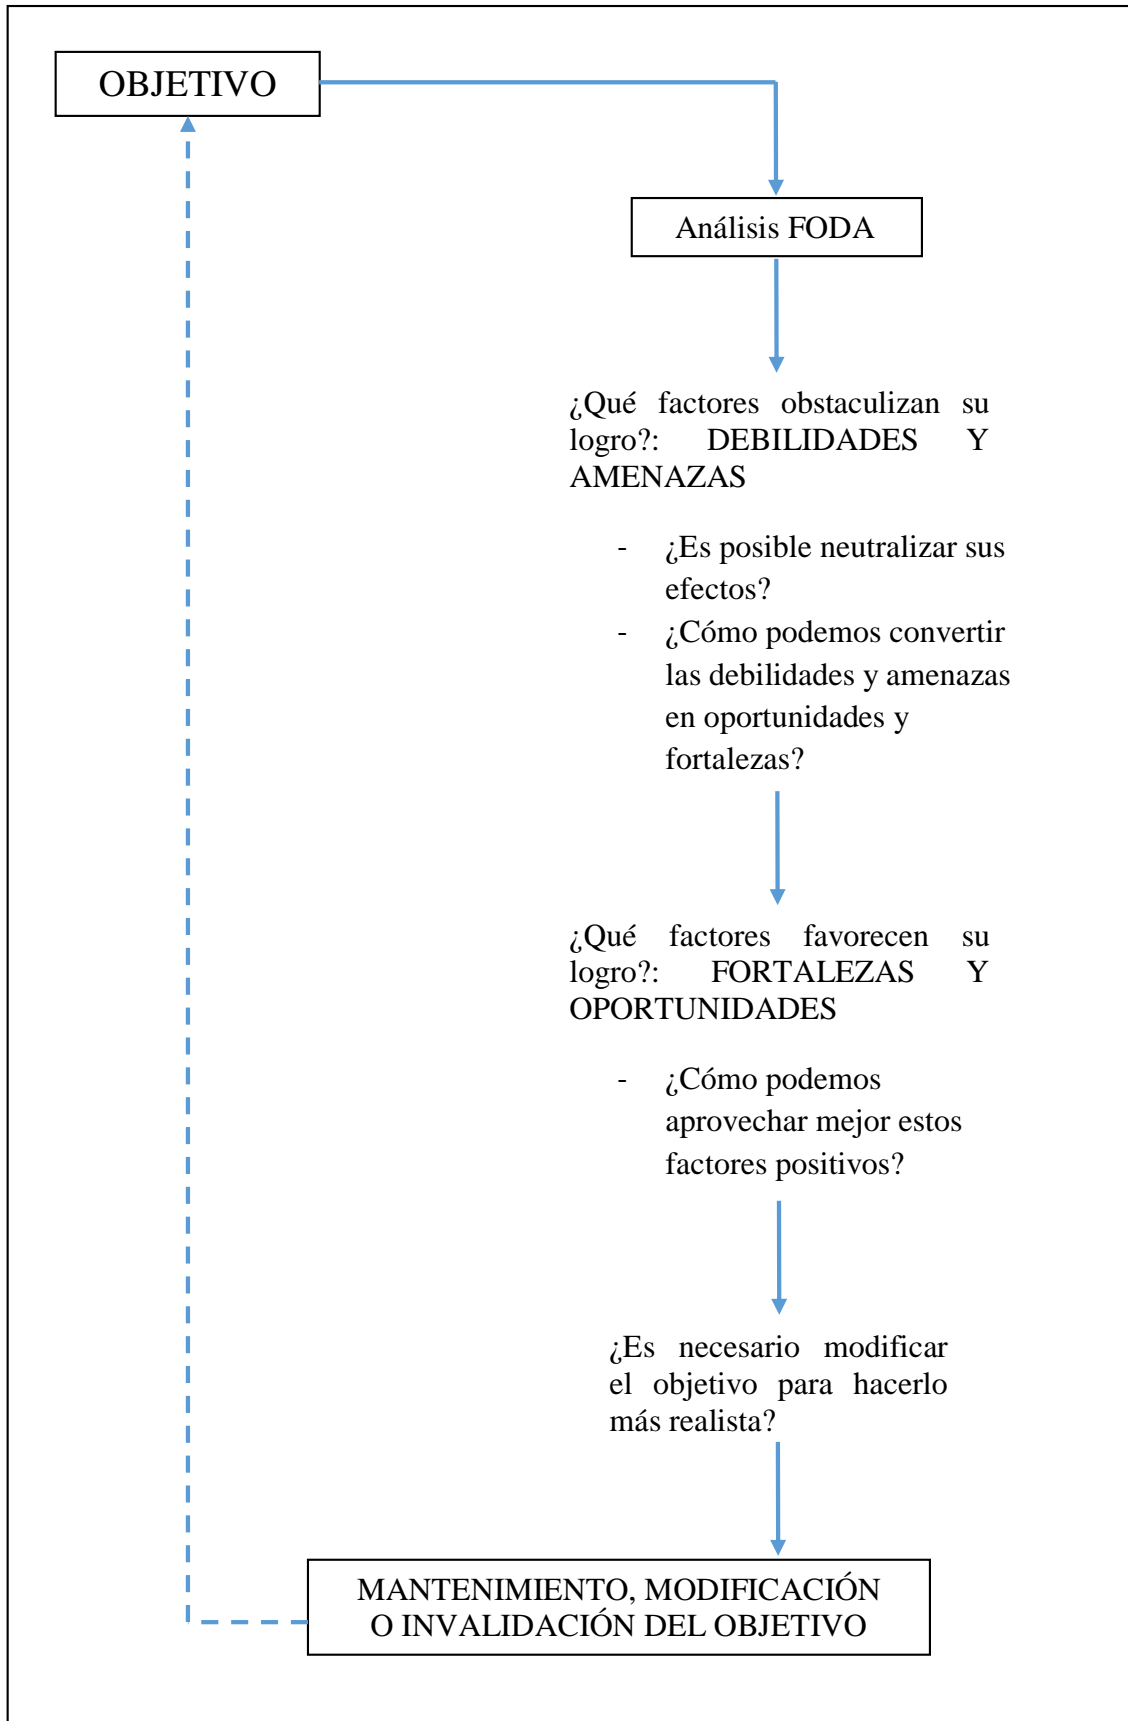 OBJETIVO
Análisis FODA
¿Qué factores obstaculizan su
logro?: DEBILIDADES Y
AMENAZAS
- ¿Es posible neutralizar sus
efectos?
- ¿Cómo podemos convertir
las debilidades y amenazas
en oportunidades y
fortalezas?
¿Qué factores favorecen su
logro?: FORTALEZAS Y
OPORTUNIDADES
- ¿Cómo podemos
aprovechar mejor estos
factores positivos?
¿Es necesario modificar
el objetivo para hacerlo
más realista?
MANTENIMIENTO, MODIFICACIÓN
O INVALIDACIÓN DEL OBJETIVO